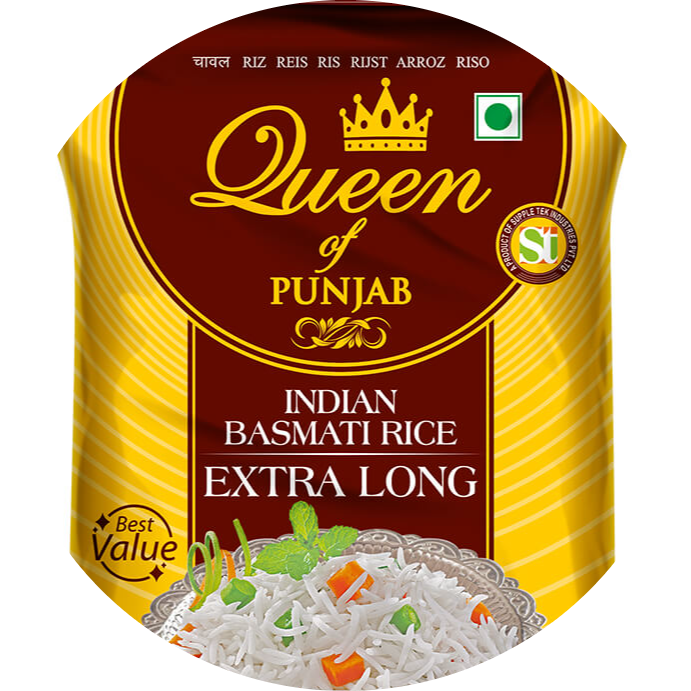 चावल RIZ REIS RIS RIJST ARROZ RISO
Queen
of
PUNJAB
A PRODUCT OF SUPPLE TEK INDUSTRIES PVT. LTD.
St
INDIAN
BASMATI RICE
EXTRA LONG
Best
Value